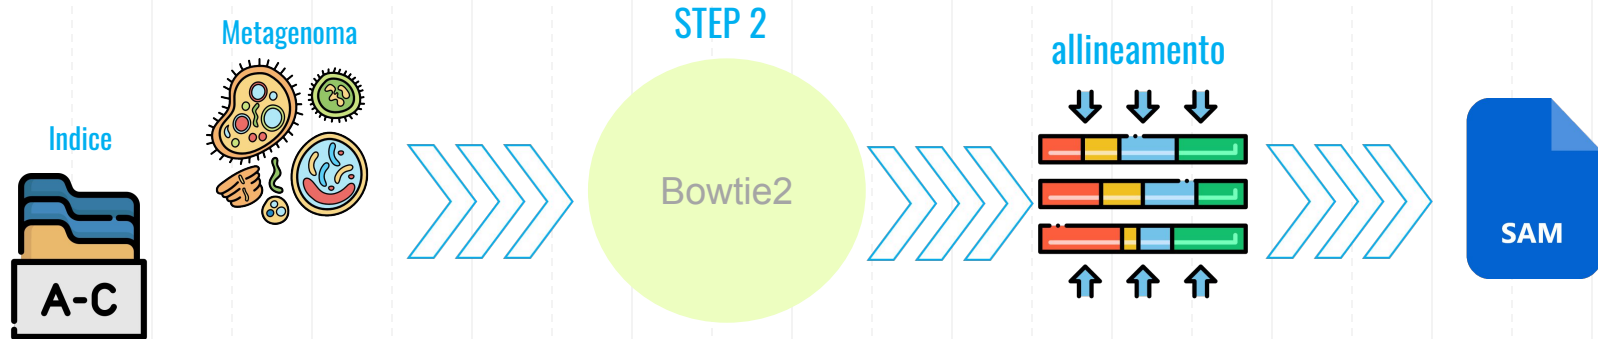 Indice
A-C
Metagenoma
STEP 2
Bowtie2
allineamento
SAM